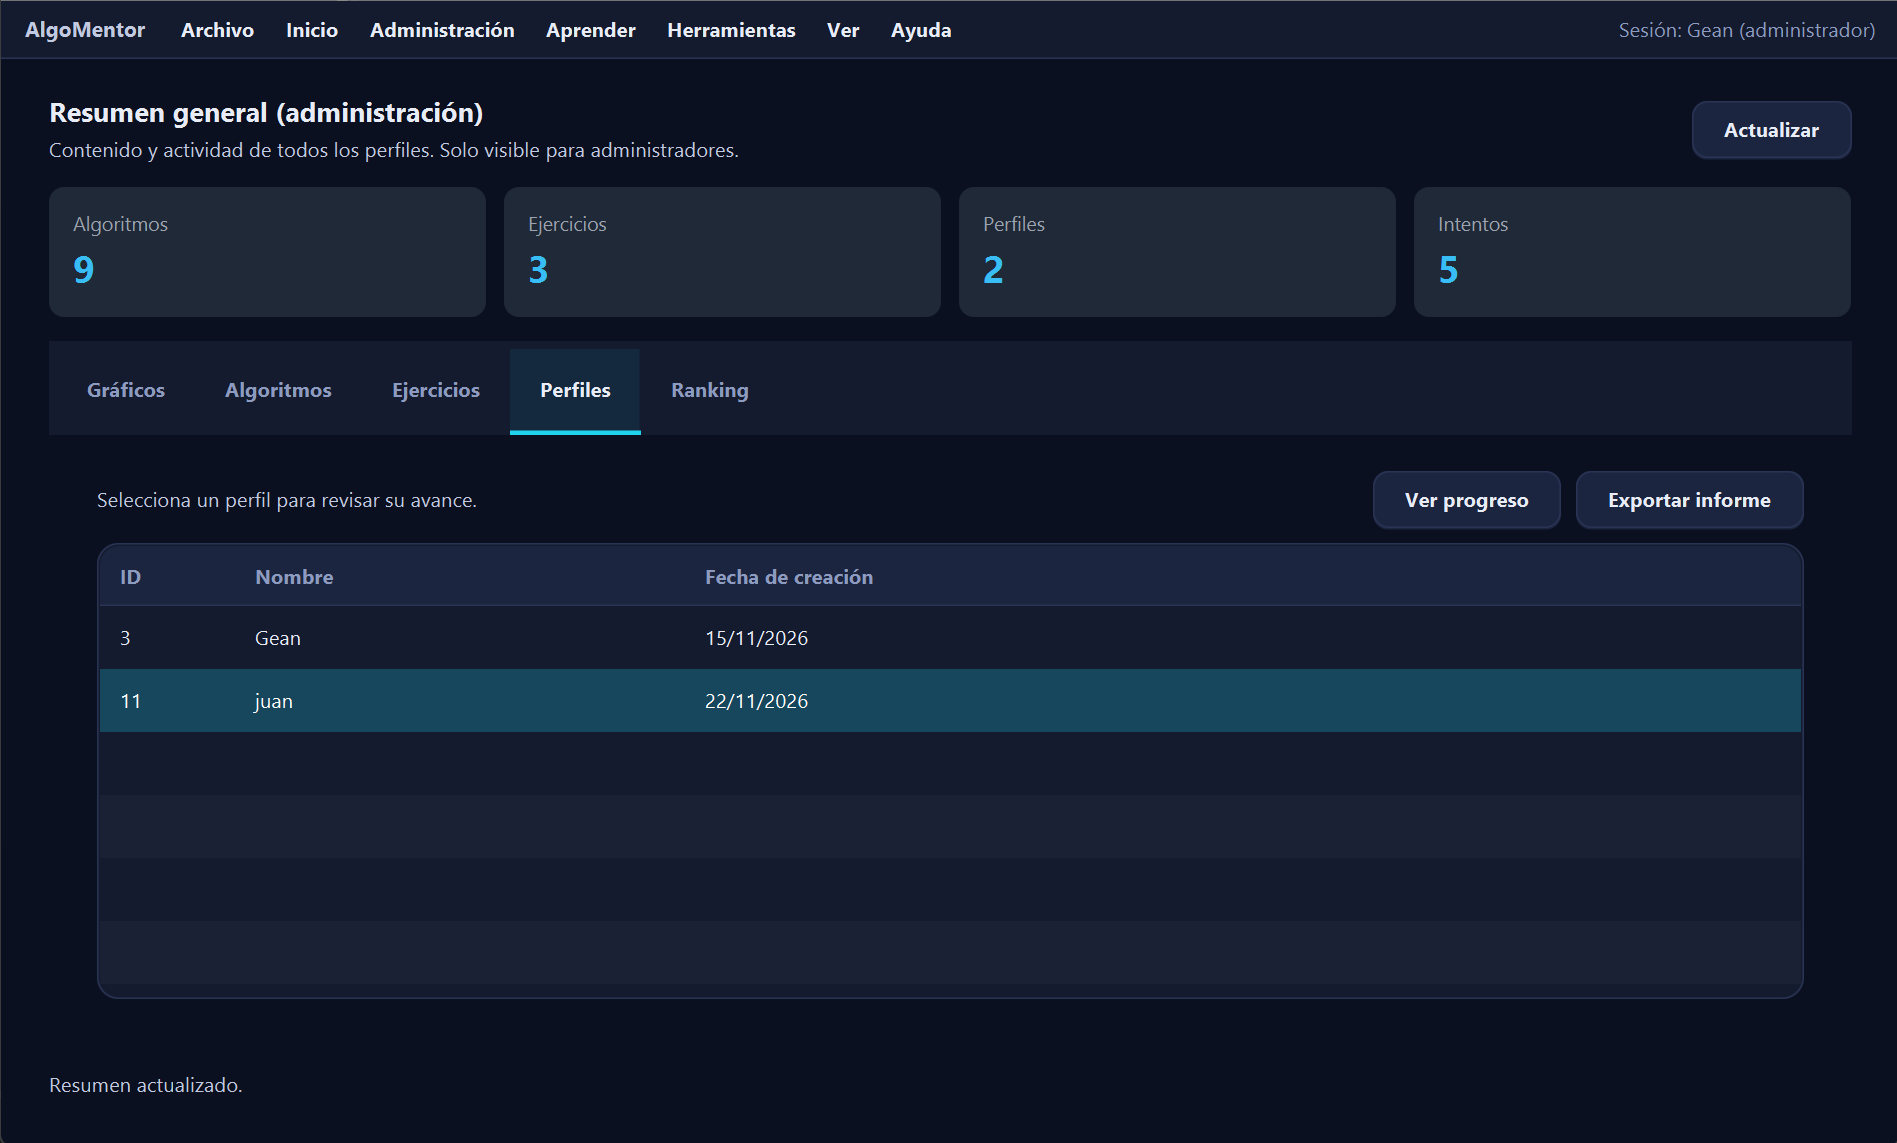 AlgoMentor Archivo Inicio Administración Aprender Herramientas Ver Ayuda Sesión: Gean (administrador)
Resumen general (administración)
Contenido y actividad de todos los perfiles. Solo visible para administradores.
Actualizar
Algoritmos
9
Ejercicios
3
Perfiles
2
Intentos
5
Gráficos Algoritmos Ejercicios Perfiles Ranking
Selecciona un perfil para revisar su avance. Ver progreso Exportar informe
ID Nombre Fecha de creación
3 Gean 15/11/2026
11 juan 22/11/2026
Resumen actualizado.